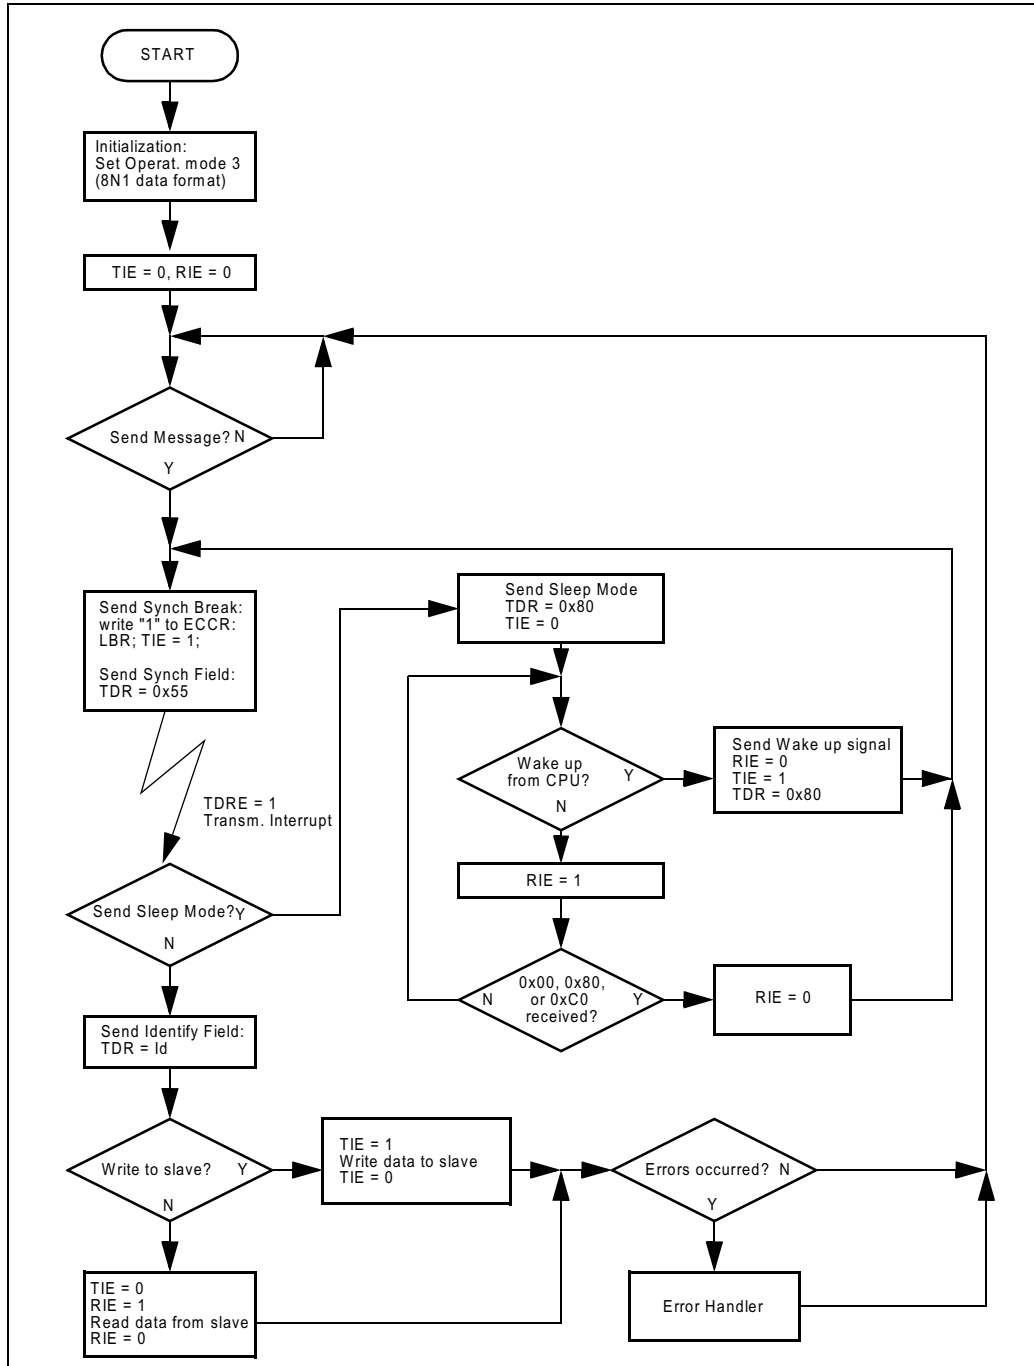 START
Initialization:
Set Operat. mode 3
(8N1 data format)
TIE = 0, RIE = 0
Send Message? N
Y
Send Synch Break:
write "1" to ECCR:
LBR; TIE = 1;
Send Synch Field:
TDR = 0x55
TDRE = 1
Transm. Interrupt
Send Sleep Mode? Y
N
Send Sleep Mode
TDR = 0x80
TIE = 0
Wake up
from CPU?
Y
N
Send Wake up signal
RIE = 0
TIE = 1
TDR = 0x80
RIE = 1
N
0x00, 0x80,
or 0xC0
received?
Y
RIE = 0
Send Identify Field:
TDR = Id
Write to slave? Y
N
TIE = 1
Write data to slave
TIE = 0
Errors occurred? N
Y
TIE = 0
RIE = 1
Read data from slave
RIE = 0
Error Handler